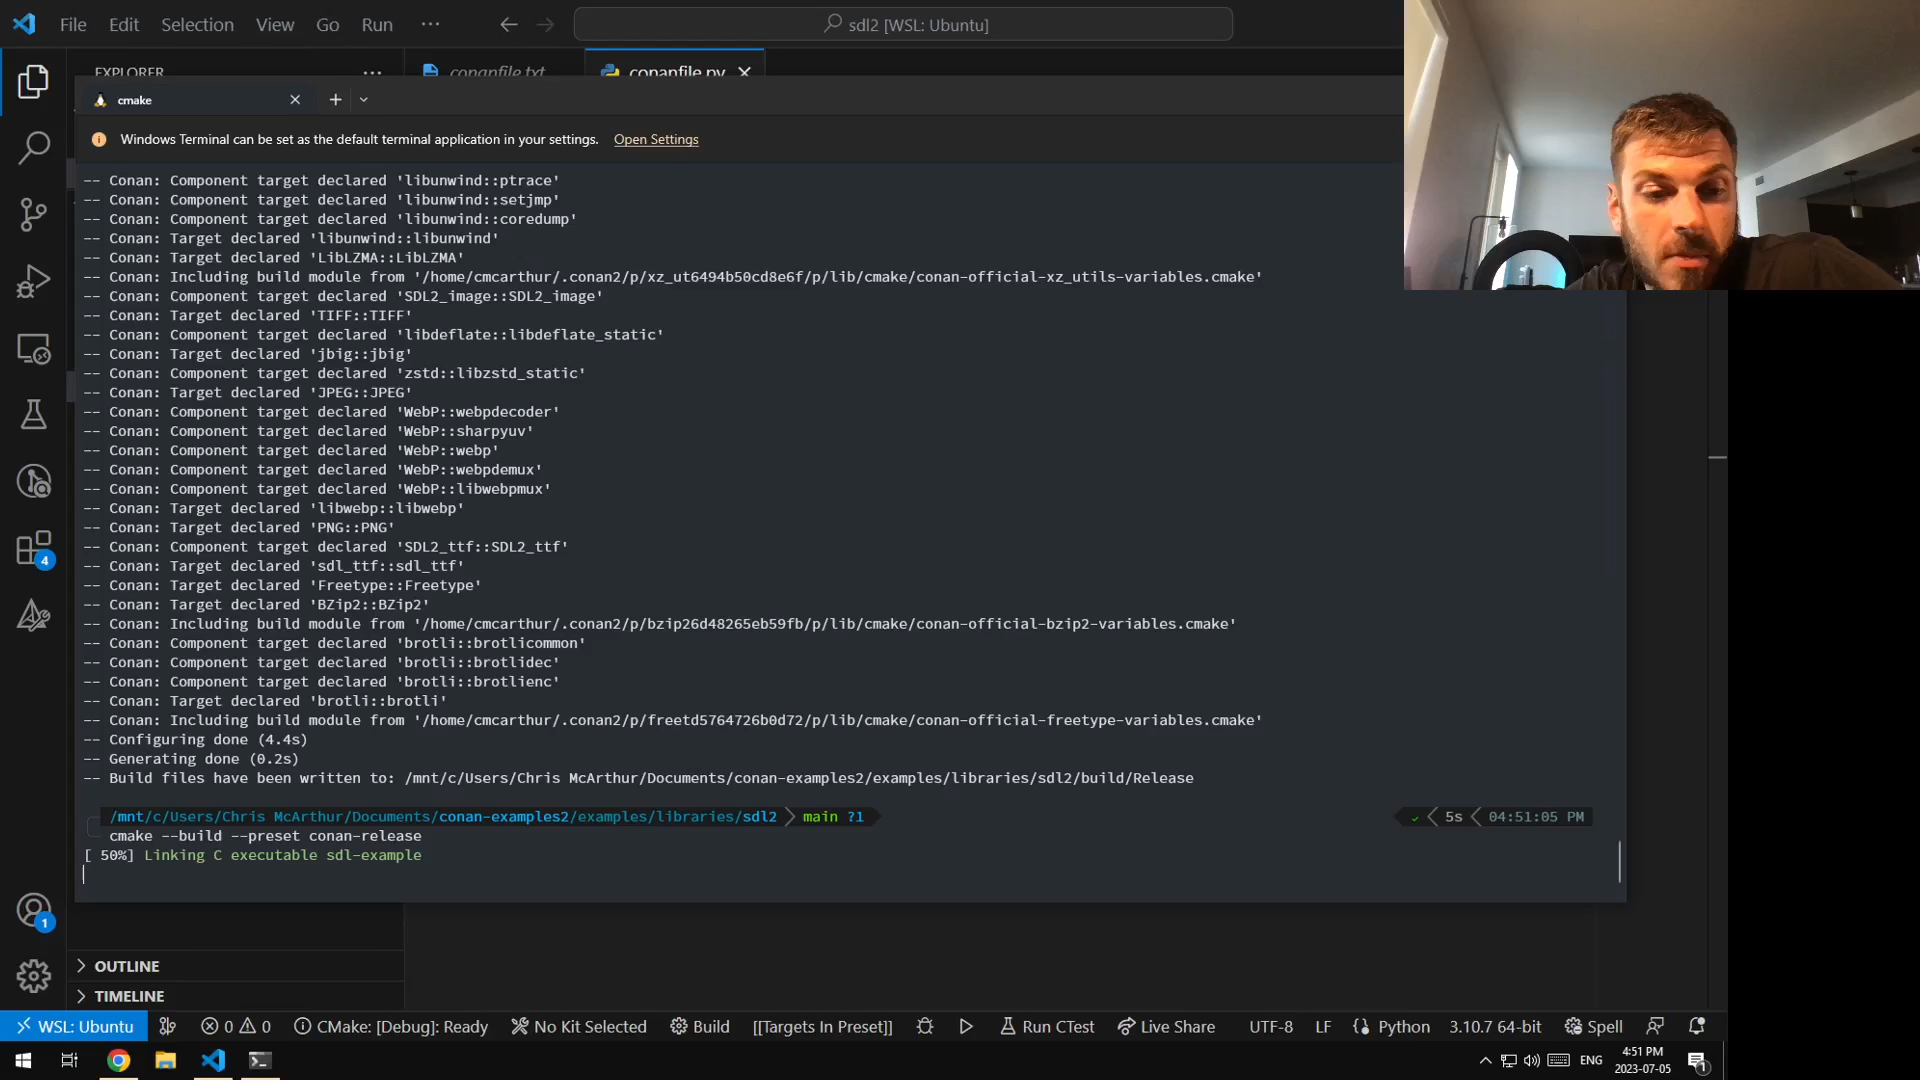 File Edit Selection View Go Run ··· sdl2 [WSL: Ubuntu]
EXPLORER ··· conanfile.txt conanfile.py
cmake
Windows Terminal can be set as the default terminal application in your settings. Open Settings
-- Conan: Component target declared 'libunwind::ptrace'
-- Conan: Component target declared 'libunwind::setjmp'
-- Conan: Component target declared 'libunwind::coredump'
-- Conan: Target declared 'libunwind::libunwind'
-- Conan: Target declared 'LibLZMA::LibLZMA'
-- Conan: Including build module from '/home/cmcarthur/.conan2/p/xz_ut6494b50cd8e6f/p/lib/cmake/conan-official-xz_utils-variables.cmake'
-- Conan: Component target declared 'SDL2_image::SDL2_image'
-- Conan: Target declared 'TIFF::TIFF'
-- Conan: Component target declared 'libdeflate::libdeflate_static'
-- Conan: Target declared 'jbig::jbig'
-- Conan: Component target declared 'zstd::libzstd_static'
-- Conan: Target declared 'JPEG::JPEG'
-- Conan: Component target declared 'WebP::webpdecoder'
-- Conan: Component target declared 'WebP::sharpyuv'
-- Conan: Component target declared 'WebP::webp'
-- Conan: Component target declared 'WebP::webpdemux'
-- Conan: Component target declared 'WebP::libwebpmux'
-- Conan: Target declared 'libwebp::libwebp'
-- Conan: Target declared 'PNG::PNG'
-- Conan: Component target declared 'SDL2_ttf::SDL2_ttf'
-- Conan: Target declared 'sdl_ttf::sdl_ttf'
-- Conan: Target declared 'Freetype::Freetype'
-- Conan: Target declared 'BZip2::BZip2'
-- Conan: Including build module from '/home/cmcarthur/.conan2/p/bzip26d48265eb59fb/p/lib/cmake/conan-official-bzip2-variables.cmake'
-- Conan: Component target declared 'brotli::brotlicommon'
-- Conan: Component target declared 'brotli::brotlidec'
-- Conan: Component target declared 'brotli::brotlienc'
-- Conan: Target declared 'brotli::brotli'
-- Conan: Including build module from '/home/cmcarthur/.conan2/p/freetd5764726b0d72/p/lib/cmake/conan-official-freetype-variables.cmake'
-- Configuring done (4.4s)
-- Generating done (0.2s)
-- Build files have been written to: /mnt/c/Users/Chris McArthur/Documents/conan-examples2/examples/libraries/sdl2/build/Release
/mnt/c/Users/Chris McArthur/Documents/conan-examples2/examples/libraries/sdl2 main ?1 5s 04:51:05 PM
cmake --build --preset conan-release
[ 50%] Linking C executable sdl-example
4
1
OUTLINE
TIMELINE
WSL: Ubuntu 0 0 CMake: [Debug]: Ready No Kit Selected Build [[Targets In Preset]] Run CTest Live Share UTF-8 LF Python 3.10.7 64-bit Spell
ENG 4:51 PM
2023-07-05 1